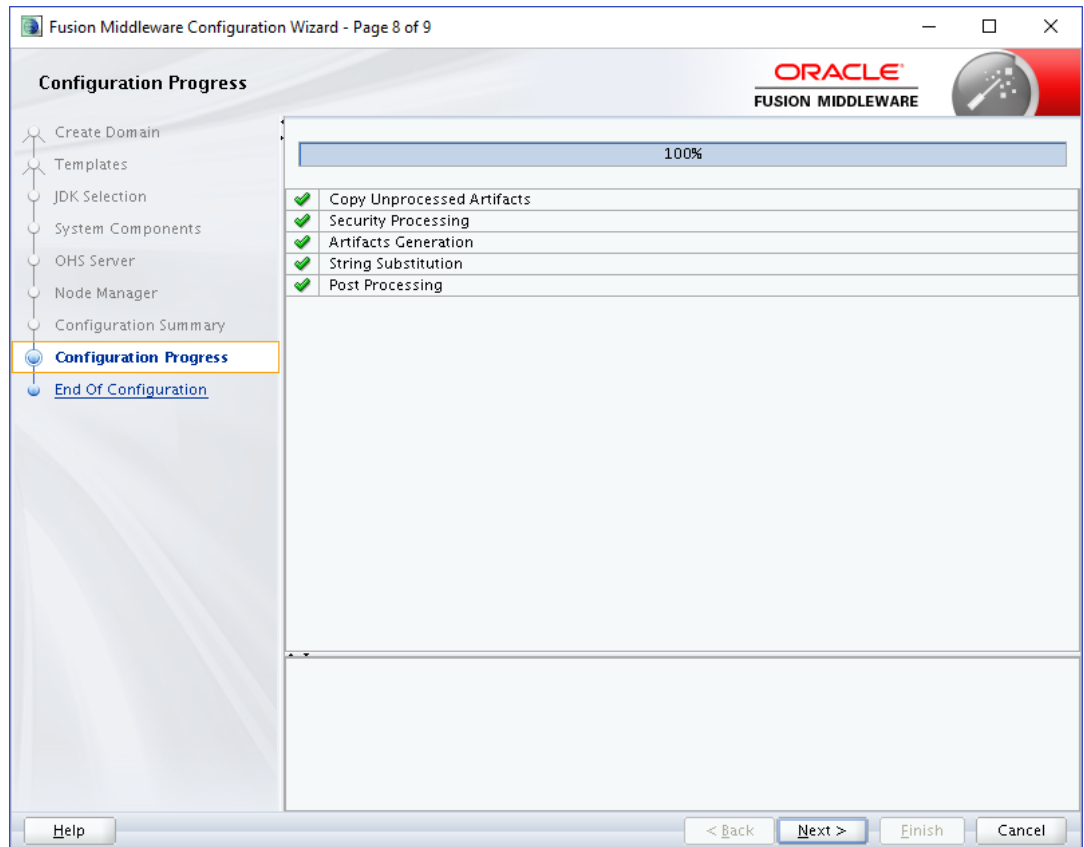 Fusion Middleware Configuration Wizard - Page 8 of 9
Configuration Progress
ORACLE®
FUSION MIDDLEWARE
Create Domain
Templates
JDK Selection
System Components
OHS Server
Node Manager
Configuration Summary
Configuration Progress
End Of Configuration
100%
Copy Unprocessed Artifacts
Security Processing
Artifacts Generation
String Substitution
Post Processing
Help
< Back
Next >
Finish
Cancel